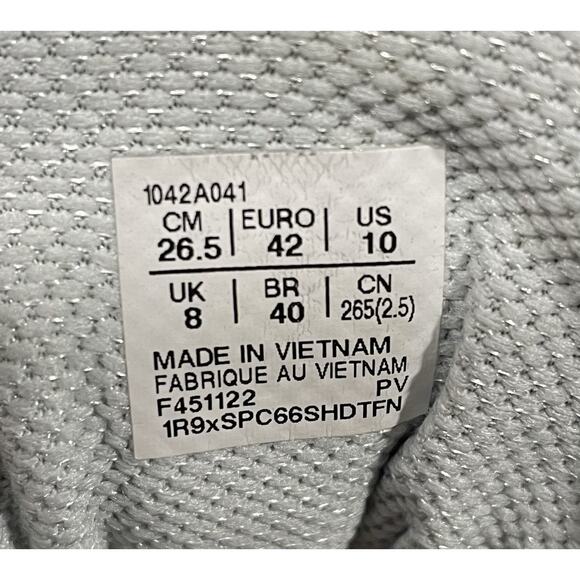 1042A041
CM | EURO | US
26.5 | 42 | 10
UK | BR | CN
8 | 40 | 265(2.5)
MADE IN VIETNAM
FABRIQUE AU VIETNAM
F451122 PV
1R9xSPC66SHDTFN